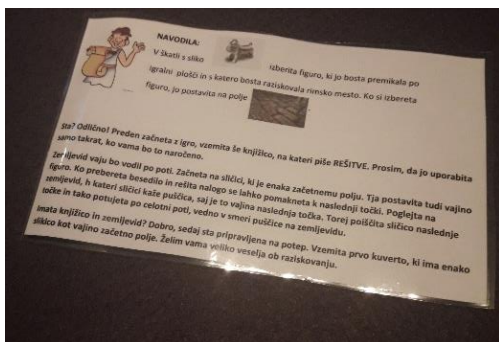 NAVODILA:
V škatli s sliko izberita figuro, ki jo bosta premikala po
igralni plošči in s katero bosta raziskovala rimsko mesto. Ko si izbereta
figuro, jo postavita na polje
Sta? Odlično! Preden začneta z igro, vzemita še knjižico, na kateri piše REŠITVE. Prosim, da jo uporabita
samo takrat, ko vama bo to naročeno.
Zemljevid vaju bo vodil po poti. Začneta na sličici, ki je enaka začetnemu polju. Tja postavita tudi vajino
figuro. Ko prebereta besedilo in rešita nalogo se lahko pomakneta k naslednji točki. Poglejta na
zemljevid, h kateri sličici kaže puščica, saj je to vajina naslednja točka. Torej poiščita sličico naslednje
točke in tako potujeta po celotni poti, vedno v smeri puščice na zemljevidu.
Imata knjižico in zemljevid? Dobro, sedaj sta pripravljena na potep. Vzemita prvo kuverto, ki ima enako
slikico kot vajino začetno polje. Želim vama veliko veselja ob raziskovanju.